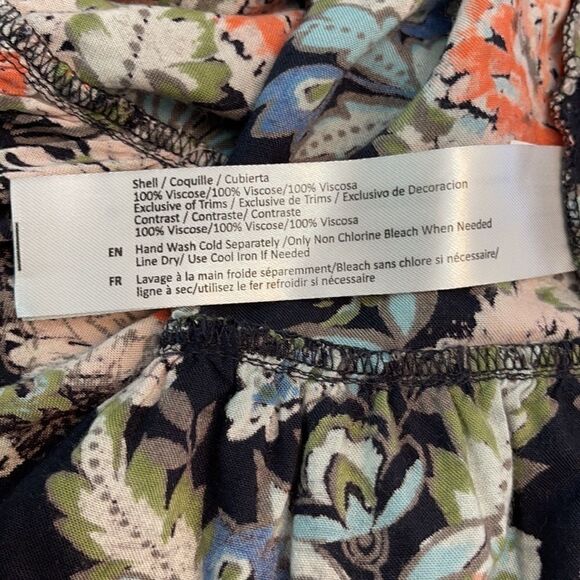 Shell / Coquille / Cubierta
100% Viscose/100% Viscose/100% Viscosa
Exclusive of Trims / Exclusive de Trims / Exclusivo de Decoracion
Contrast / Contraste/ Contraste
100% Viscose/100% Viscose/100% Viscosa
EN Hand Wash Cold Separately /Only Non Chlorine Bleach When Needed
Line Dry/ Use Cool Iron If Needed
FR Lavage à la main froide séparemment/Bleach sans chlore si nécessaire/
ligne à sec/utilisez le fer refroidir si nécessaire